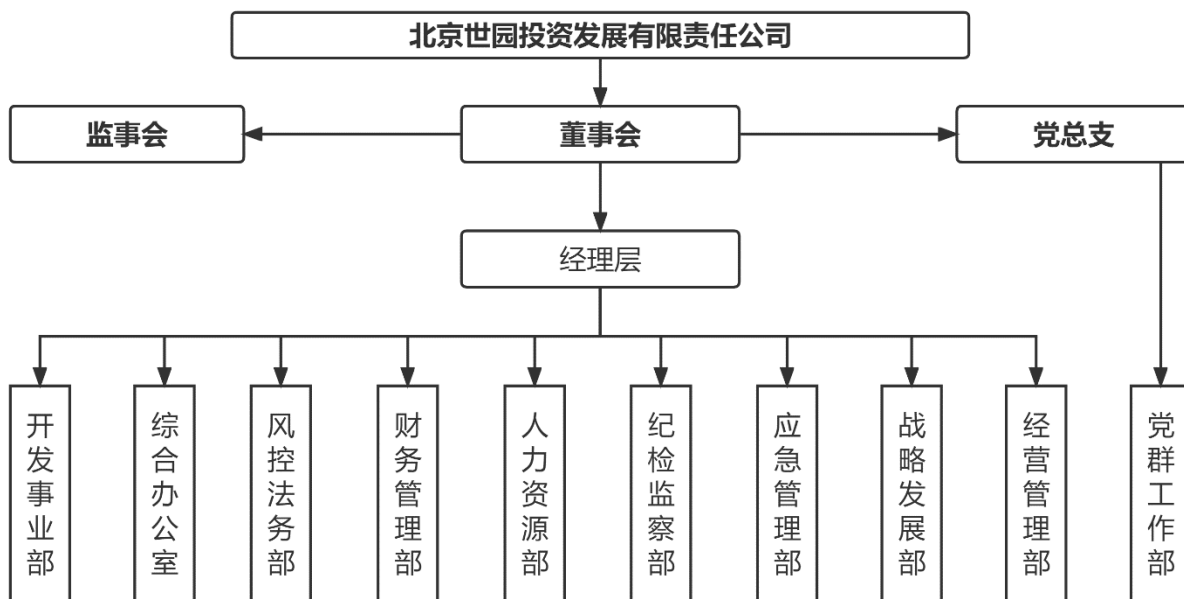 北京世园投资发展有限责任公司
监事会
董事会
党总支
经理层
开发事业部
综合办公室
风控法务部
财务管理部
人力资源部
纪检监察部
应急管理部
战略发展部
经营管理部
党群工作部